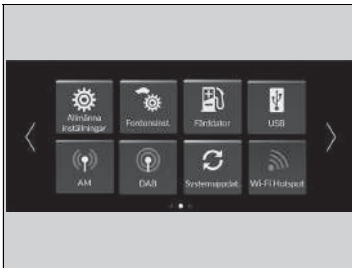 Allmänna
inställningar
Fordonsinst.
Färddator
USB
AM
DAB
Systemuppdat.
Wi-Fi Hotspot